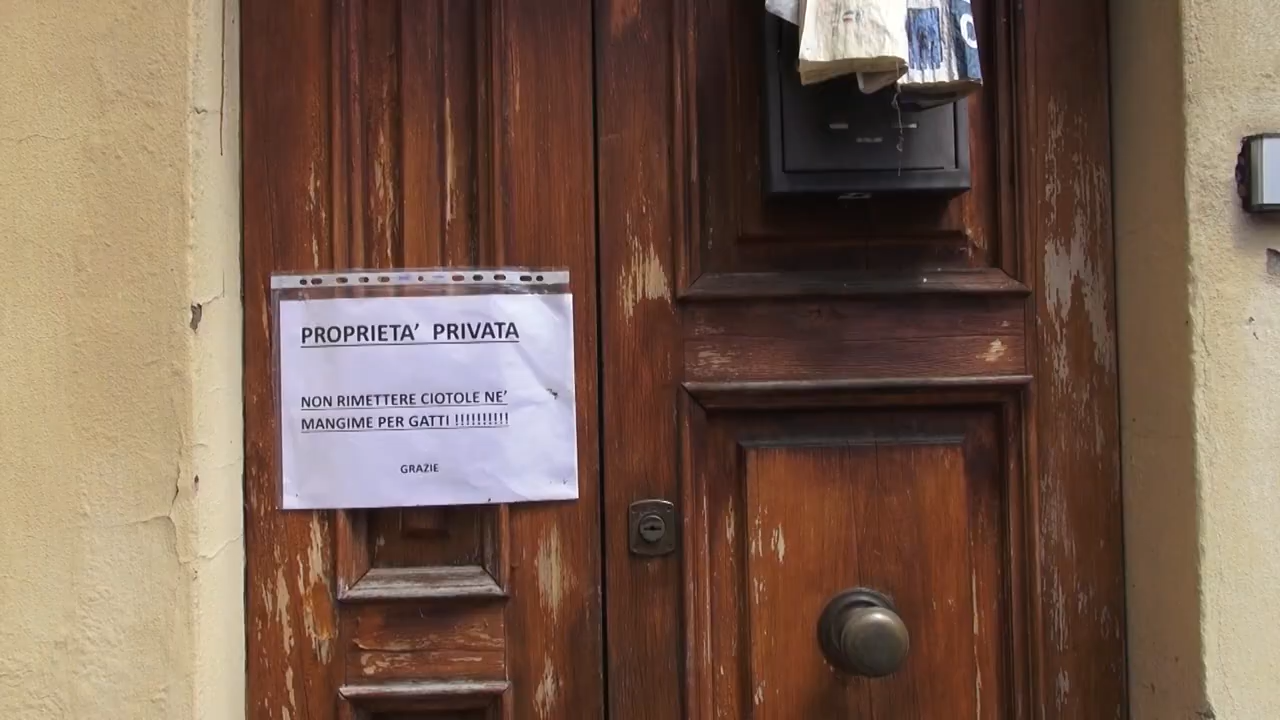 PROPRIETA' PRIVATA
NON RIMETTERE CIOTOLE NE'
MANGIME PER GATTI !!!!!!!!!!
GRAZIE